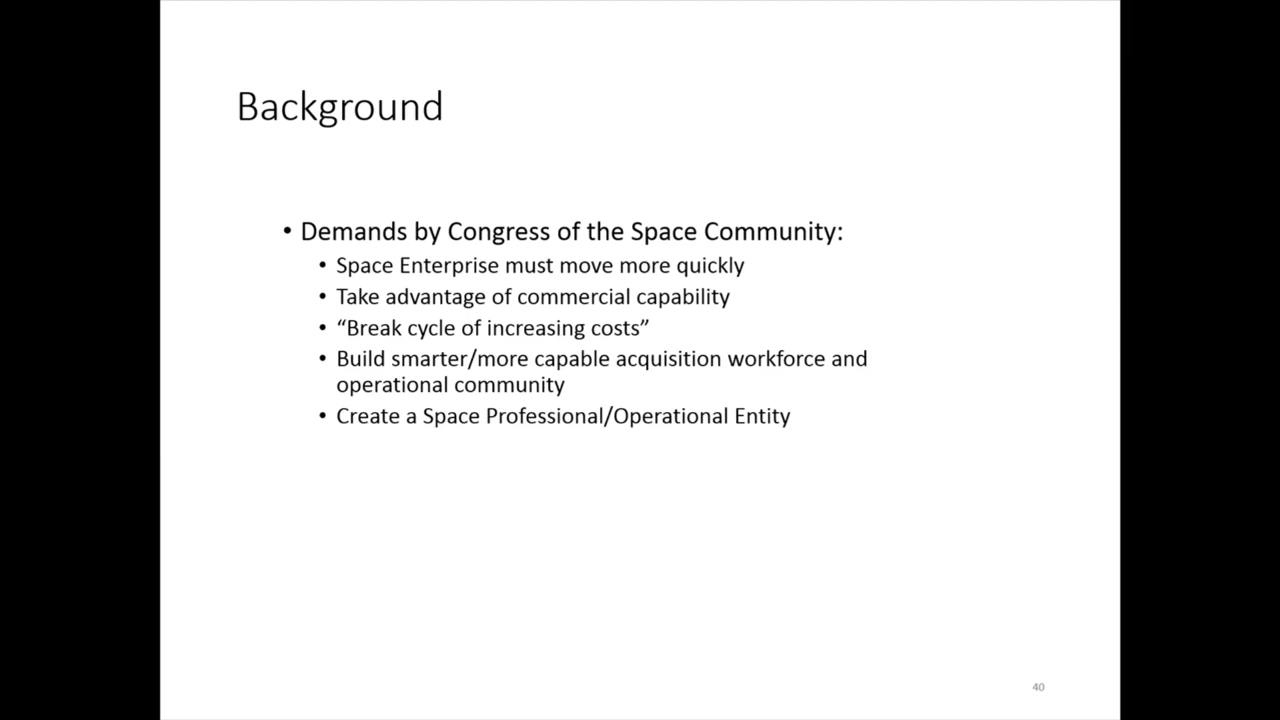 Background
• Demands by Congress of the Space Community:
• Space Enterprise must move more quickly
• Take advantage of commercial capability
• “Break cycle of increasing costs”
• Build smarter/more capable acquisition workforce and
operational community
• Create a Space Professional/Operational Entity
40